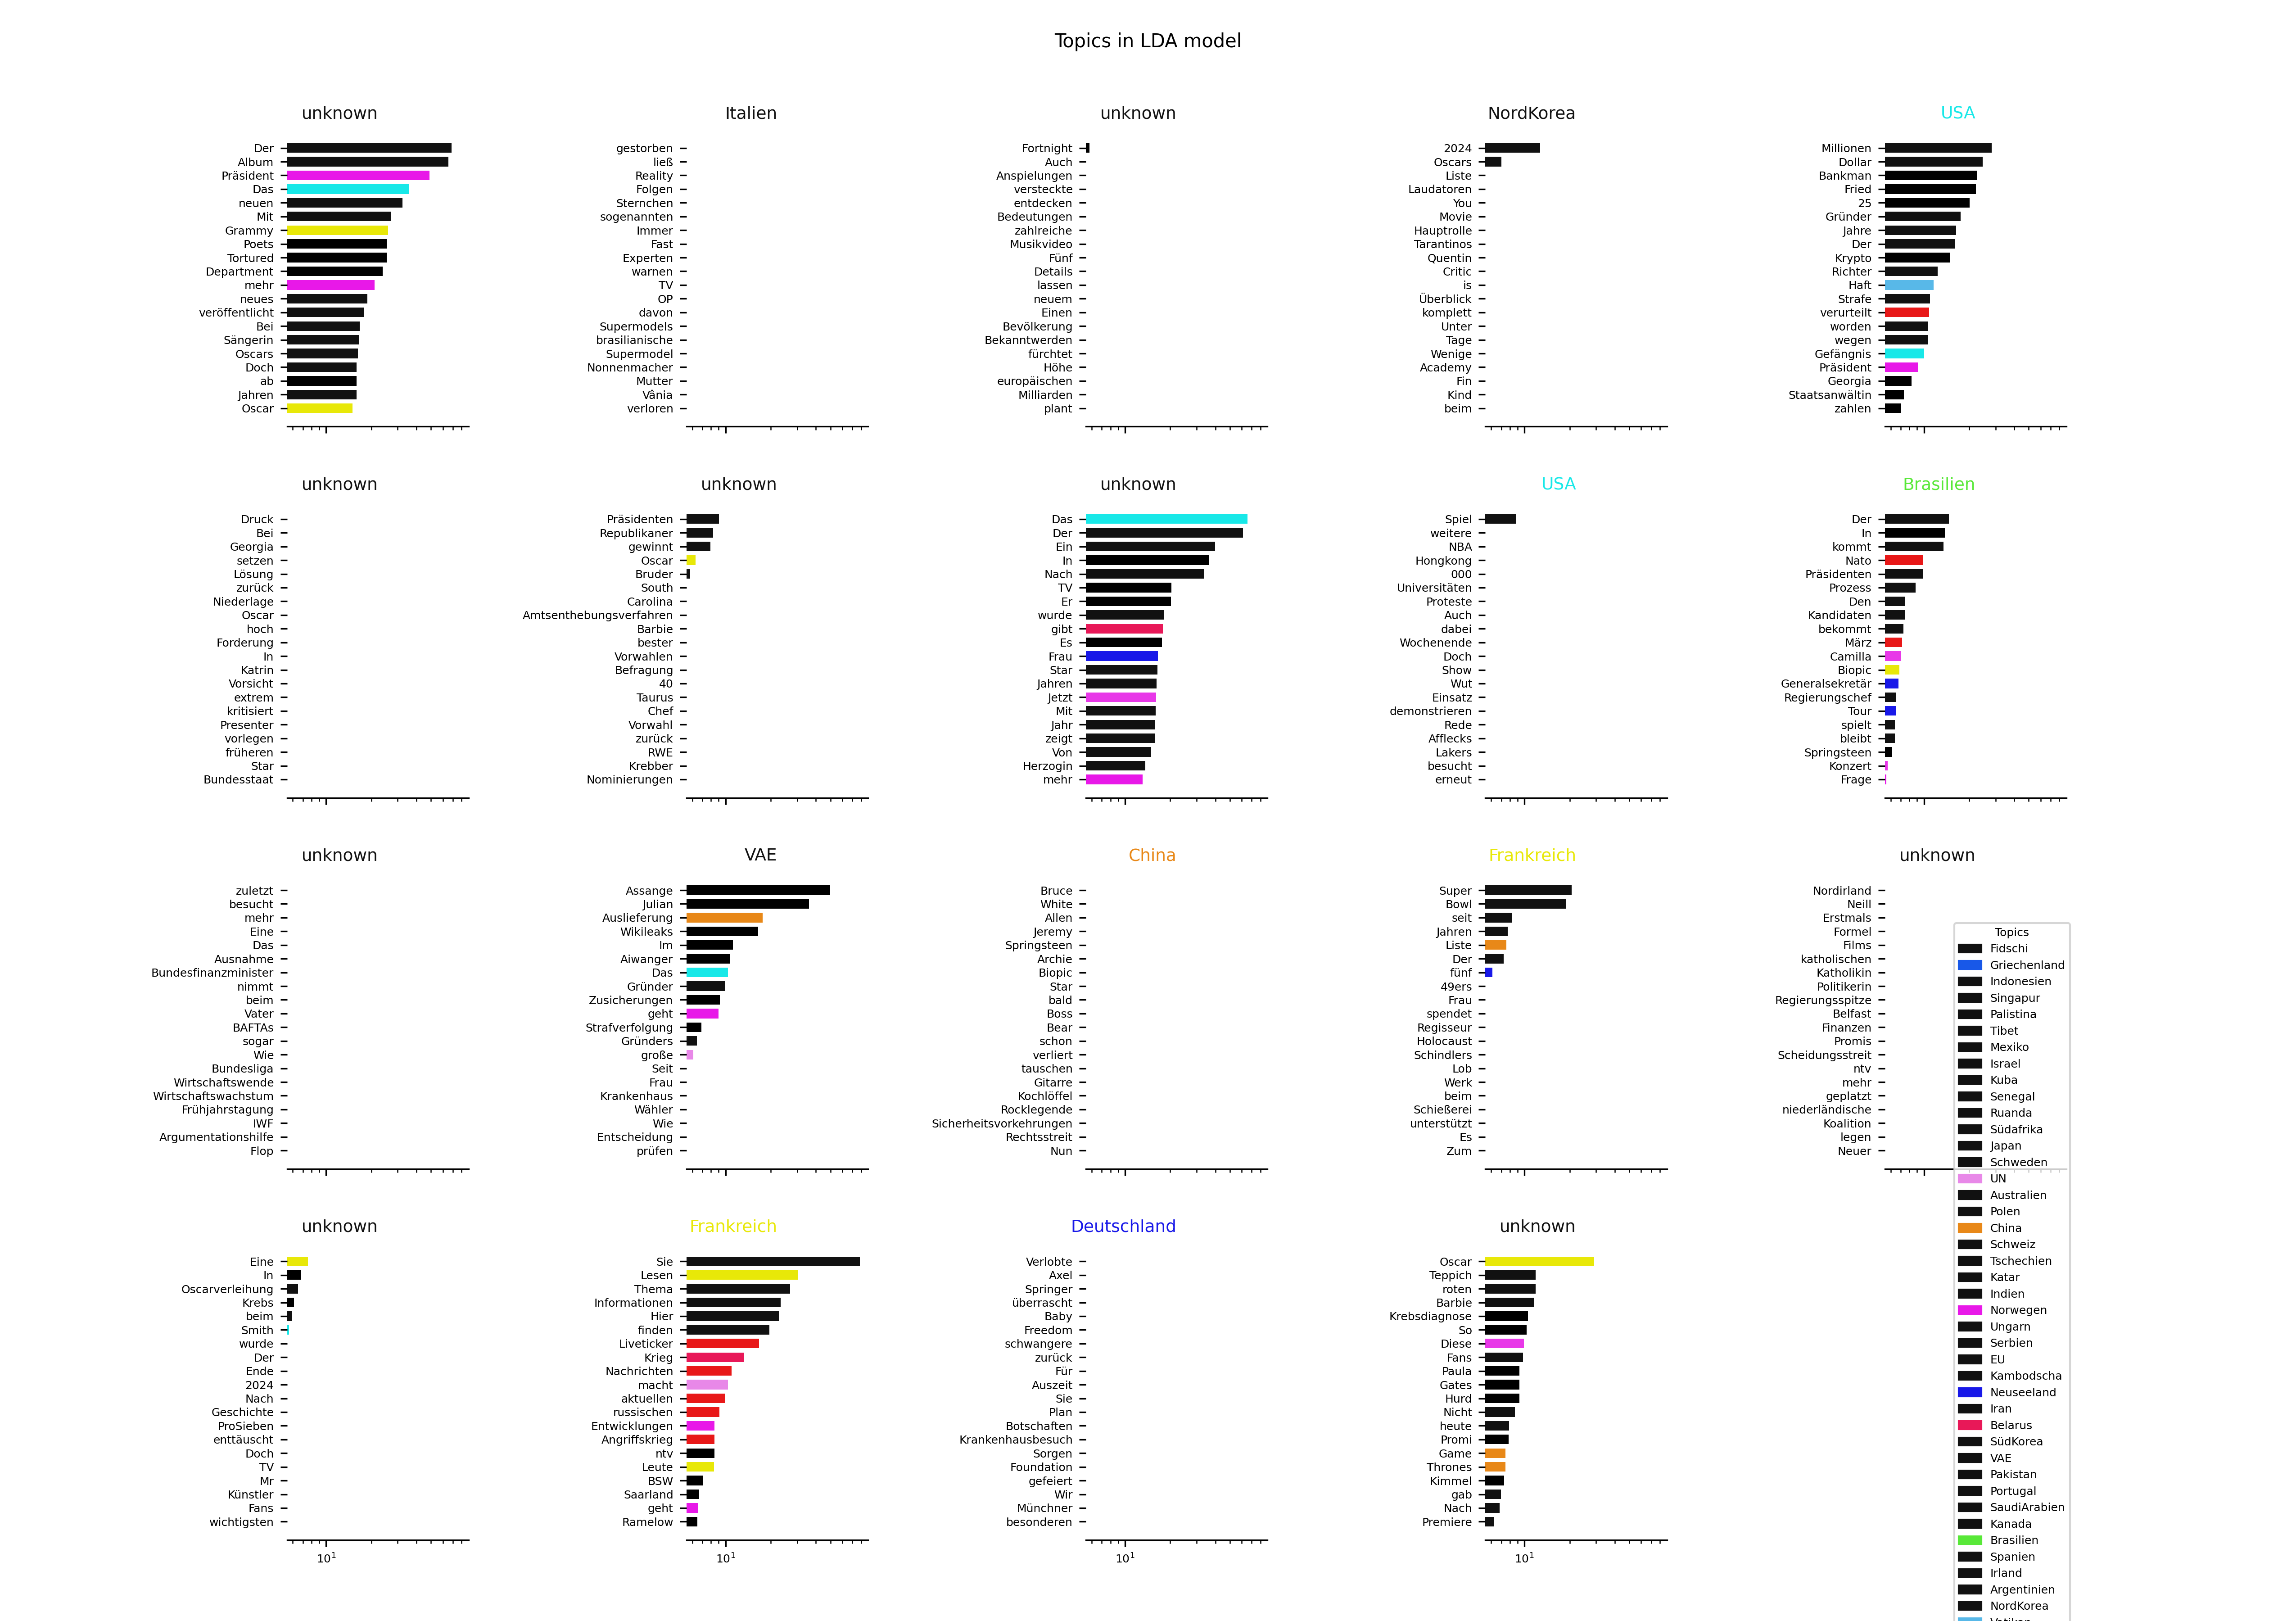 Topics in LDA model
unknown
Der
Album
Präsident
Das
neuen
Mit
Grammy
Poets
Tortured
Department
mehr
neues
veröffentlicht
Bei
Sängerin
Oscars
Doch
ab
Jahren
Oscar
Italien
gestorben
ließ
Reality
Folgen
Sternchen
sogenannten
Immer
Fast
Experten
warnen
TV
OP
davon
Supermodels
brasilianische
Supermodel
Nonnenmacher
Mutter
Vânia
verloren
unknown
Fortnight
Auch
Anspielungen
versteckte
entdecken
Bedeutungen
zahlreiche
Musikvideo
Fünf
Details
lassen
neuem
Einen
Bevölkerung
Bekanntwerden
fürchtet
Höhe
europäischen
Milliarden
plant
NordKorea
2024
Oscars
Liste
Laudatoren
You
Movie
Hauptrolle
Tarantinos
Quentin
Critic
is
Überblick
komplett
Unter
Tage
Wenige
Academy
Fin
Kind
beim
USA
Millionen
Dollar
Bankman
Fried
25
Gründer
Jahre
Der
Krypto
Richter
Haft
Strafe
verurteilt
worden
wegen
Gefängnis
Präsident
Georgia
Staatsanwältin
zahlen
unknown
Druck
Bei
Georgia
setzen
Lösung
zurück
Niederlage
Oscar
hoch
Forderung
In
Katrin
Vorsicht
extrem
kritisiert
Presenter
vorlegen
früheren
Star
Bundesstaat
unknown
Präsidenten
Republikaner
gewinnt
Oscar
Bruder
South
Carolina
Amtsenthebungsverfahren
Barbie
bester
Vorwahlen
Befragung
40
Taurus
Chef
Vorwahl
zurück
RWE
Krebber
Nominierungen
unknown
Das
Der
Ein
In
Nach
TV
Er
wurde
gibt
Es
Frau
Star
Jahren
Jetzt
Mit
Jahr
zeigt
Von
Herzogin
mehr
USA
Spiel
weitere
NBA
Hongkong
000
Universitäten
Proteste
Auch
dabei
Wochenende
Doch
Show
Wut
Einsatz
demonstrieren
Rede
Afflecks
Lakers
besucht
erneut
Brasilien
Der
In
kommt
Nato
Präsidenten
Prozess
Den
Kandidaten
bekommt
März
Camilla
Biopic
Generalsekretär
Regierungschef
Tour
spielt
bleibt
Springsteen
Konzert
Frage
unknown
zuletzt
besucht
mehr
Eine
Das
Ausnahme
Bundesfinanzminister
nimmt
beim
Vater
BAFTAs
sogar
Wie
Bundesliga
Wirtschaftswende
Wirtschaftswachstum
Frühjahrstagung
IWF
Argumentationshilfe
Flop
VAE
Assange
Julian
Auslieferung
Wikileaks
Im
Aiwanger
Das
Gründer
Zusicherungen
geht
Strafverfolgung
Gründers
große
Seit
Frau
Krankenhaus
Wähler
Wie
Entscheidung
prüfen
China
Bruce
White
Allen
Jeremy
Springsteen
Archie
Biopic
Star
bald
Boss
Bear
schon
verliert
tauschen
Gitarre
Kochlöffel
Rocklegende
Sicherheitsvorkehrungen
Rechtsstreit
Nun
Frankreich
Super
Bowl
seit
Jahren
Liste
Der
fünf
49ers
Frau
spendet
Regisseur
Holocaust
Schindlers
Lob
Werk
beim
Schießerei
unterstützt
Es
Zum
unknown
Nordirland
Neill
Erstmals
Formel
Films
katholischen
Katholikin
Politikerin
Regierungsspitze
Belfast
Finanzen
Promis
Scheidungsstreit
ntv
mehr
geplatzt
niederländische
Koalition
legen
Neuer
unknown
Eine
In
Oscarverleihung
Krebs
beim
Smith
wurde
Der
Ende
2024
Nach
Geschichte
ProSieben
enttäuscht
Doch
TV
Mr
Künstler
Fans
wichtigsten
10¹
Frankreich
Sie
Lesen
Thema
Informationen
Hier
finden
Liveticker
Krieg
Nachrichten
macht
aktuellen
russischen
Entwicklungen
Angriffskrieg
ntv
Leute
BSW
Saarland
geht
Ramelow
10¹
Deutschland
Verlobte
Axel
Springer
überrascht
Baby
Freedom
schwangere
zurück
Für
Auszeit
Sie
Plan
Botschaften
Krankenhausbesuch
Sorgen
Foundation
gefeiert
Wir
Münchner
besonderen
10¹
unknown
Oscar
Teppich
roten
Barbie
Krebsdiagnose
So
Diese
Fans
Paula
Gates
Hurd
Nicht
heute
Promi
Game
Thrones
Kimmel
gab
Nach
Premiere
10¹
Topics
Fidschi
Griechenland
Indonesien
Singapur
Palistina
Tibet
Mexiko
Israel
Kuba
Senegal
Ruanda
Südafrika
Japan
Schweden
UN
Australien
Polen
China
Schweiz
Tschechien
Katar
Indien
Norwegen
Ungarn
Serbien
EU
Kambodscha
Neuseeland
Iran
Belarus
SüdKorea
VAE
Pakistan
Portugal
SaudiArabien
Kanada
Brasilien
Spanien
Irland
Argentinien
NordKorea